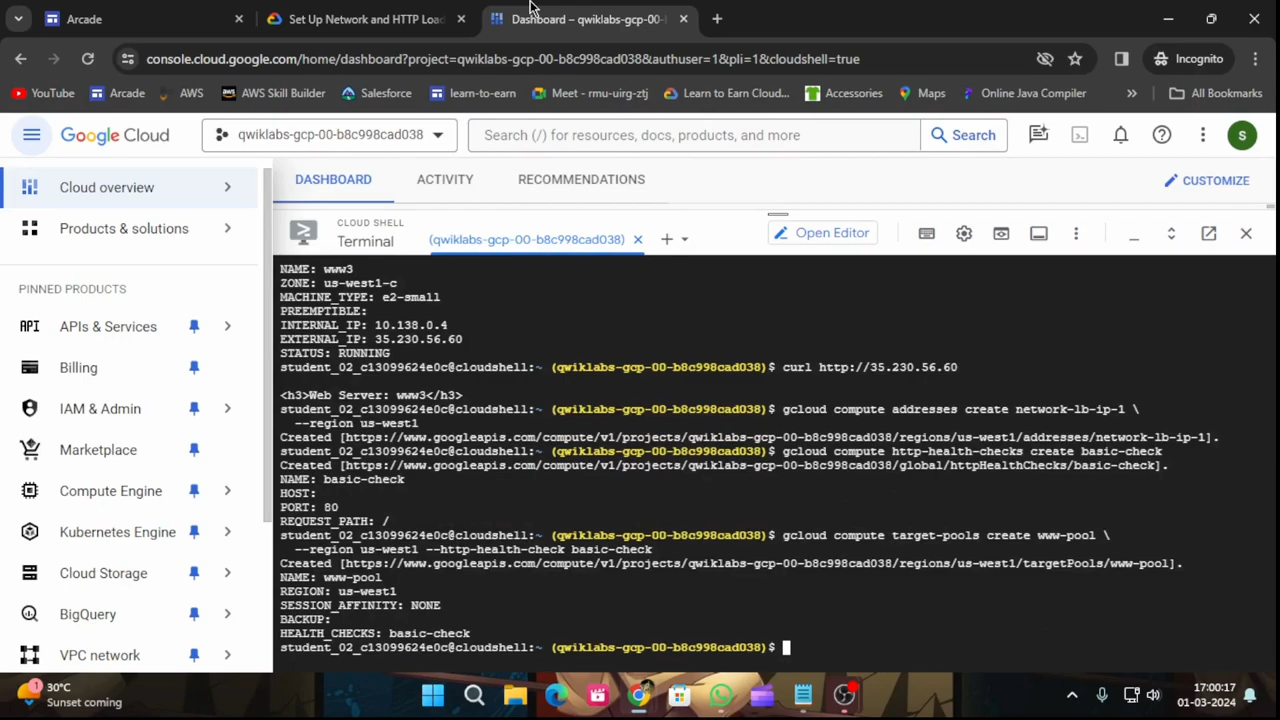 Arcade
Set Up Network and HTTP Load
Dashboard – qwiklabs-gcp-00-
console.cloud.google.com/home/dashboard?project=qwiklabs-gcp-00-b8c998cad038&authuser=1&pli=1&cloudshell=true
Incognito
YouTube
Arcade
AWS
AWS Skill Builder
Salesforce
learn-to-earn
Meet - rmu-uirg-ztj
Learn to Earn Cloud...
Accessories
Maps
Online Java Compiler
All Bookmarks
Google Cloud
qwiklabs-gcp-00-b8c998cad038
Search (/) for resources, docs, products, and more
Search
S
Cloud overview
Products & solutions
PINNED PRODUCTS
APIs & Services
Billing
IAM & Admin
Marketplace
Compute Engine
Kubernetes Engine
Cloud Storage
BigQuery
VPC network
DASHBOARD
ACTIVITY
RECOMMENDATIONS
CUSTOMIZE
CLOUD SHELL
Terminal
(qwiklabs-gcp-00-b8c998cad038)
Open Editor
NAME: www3
ZONE: us-west1-c
MACHINE_TYPE: e2-small
PREEMPTIBLE:
INTERNAL_IP: 10.138.0.4
EXTERNAL_IP: 35.230.56.60
STATUS: RUNNING
student_02_c13099624e0c@cloudshell:~ (qwiklabs-gcp-00-b8c998cad038)$ curl http://35.230.56.60
<h3>Web Server: www3</h3>
student_02_c13099624e0c@cloudshell:~ (qwiklabs-gcp-00-b8c998cad038)$ gcloud compute addresses create network-lb-ip-1 \
--region us-west1
Created [https://www.googleapis.com/compute/v1/projects/qwiklabs-gcp-00-b8c998cad038/regions/us-west1/addresses/network-lb-ip-1].
student_02_c13099624e0c@cloudshell:~ (qwiklabs-gcp-00-b8c998cad038)$ gcloud compute http-health-checks create basic-check
Created [https://www.googleapis.com/compute/v1/projects/qwiklabs-gcp-00-b8c998cad038/global/httpHealthChecks/basic-check].
NAME: basic-check
HOST:
PORT: 80
REQUEST_PATH: /
student_02_c13099624e0c@cloudshell:~ (qwiklabs-gcp-00-b8c998cad038)$ gcloud compute target-pools create www-pool \
--region us-west1 --http-health-check basic-check
Created [https://www.googleapis.com/compute/v1/projects/qwiklabs-gcp-00-b8c998cad038/regions/us-west1/targetPools/www-pool].
NAME: www-pool
REGION: us-west1
SESSION_AFFINITY: NONE
BACKUP:
HEALTH_CHECKS: basic-check
student_02_c13099624e0c@cloudshell:~ (qwiklabs-gcp-00-b8c998cad038)$
1
30°C
Sunset coming
17:00:17
01-03-2024